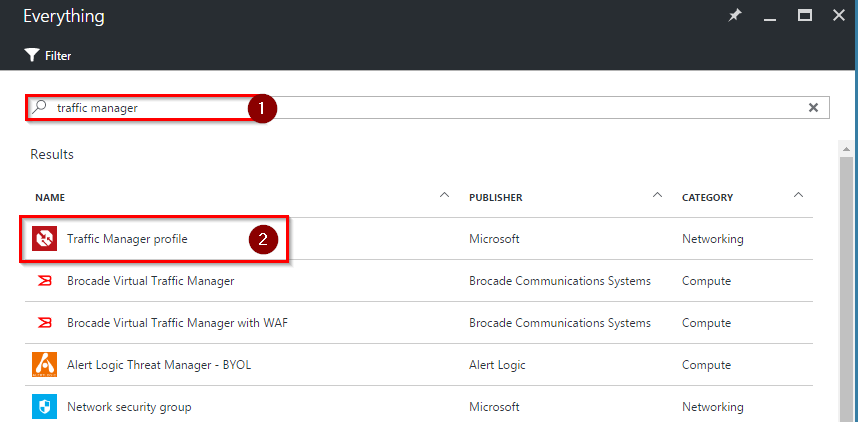 Everything
Filter
traffic manager 1
Results
NAME PUBLISHER CATEGORY
Traffic Manager profile 2 Microsoft Networking
Brocade Virtual Traffic Manager Brocade Communications Systems Compute
Brocade Virtual Traffic Manager with WAF Brocade Communications Systems Compute
Alert Logic Threat Manager - BYOL Alert Logic Compute
Network security group Microsoft Networking